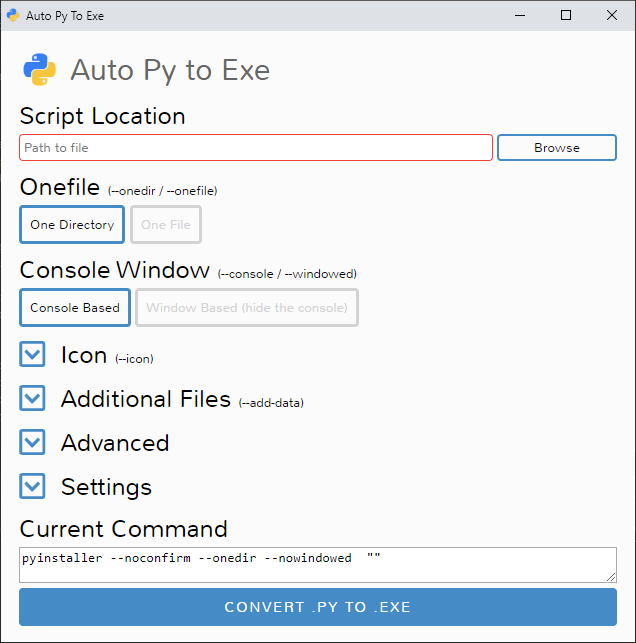 Auto Py To Exe
Auto Py to Exe
Script Location
Path to file Browse
Onefile (--onedir / --onefile)
One Directory One File
Console Window (--console / --windowed)
Console Based Window Based (hide the console)
Icon (--icon)
Additional Files (--add-data)
Advanced
Settings
Current Command
pyinstaller --noconfirm --onedir --nowindowed  ""
CONVERT .PY TO .EXE